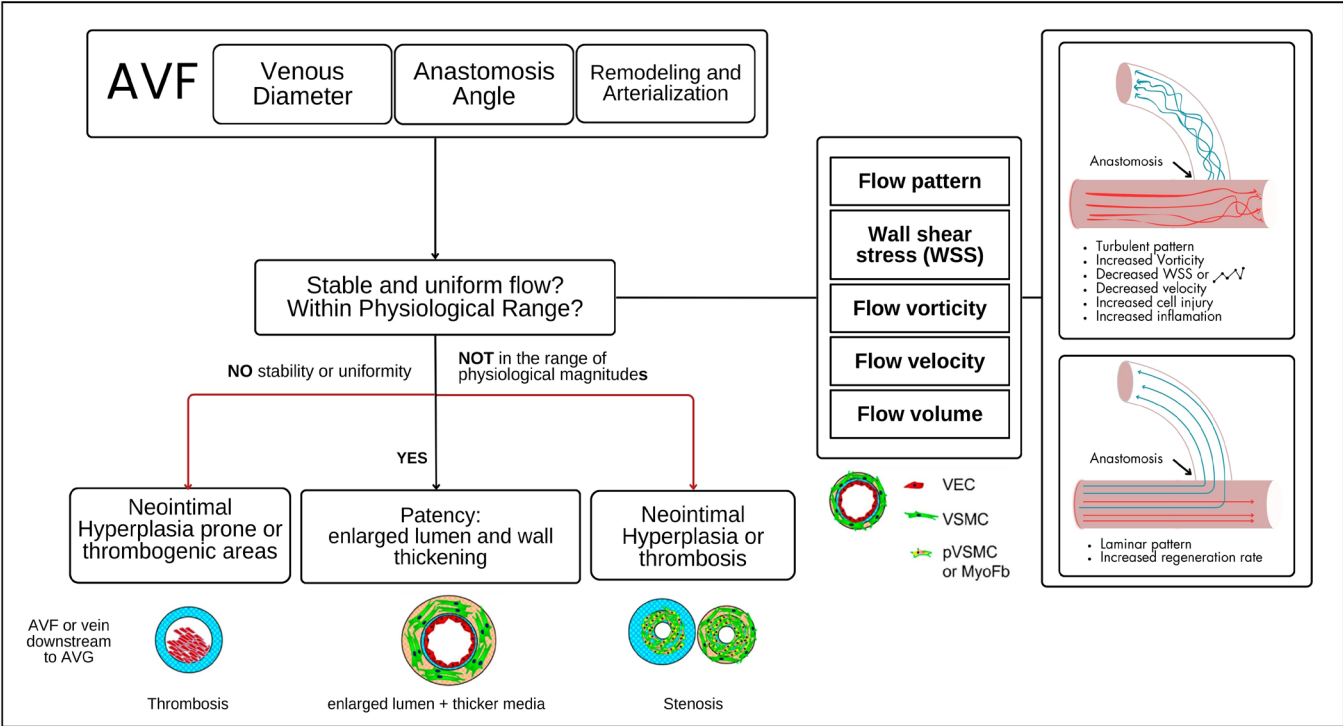 AVF
Venous
Diameter
Anastomosis
Angle
Remodeling and
Arterialization
Stable and uniform flow?
Within Physiological Range?
NO stability or uniformity
NOT in the range of
physiological magnitudes
YES
Neointimal
Hyperplasia prone or
thrombogenic areas
Patency:
enlarged lumen and wall
thickening
Neointimal
Hyperplasia or
thrombosis
AVF or vein
downstream
to AVG
Thrombosis
enlarged lumen + thicker media
Stenosis
Flow pattern
Wall shear
stress (WSS)
Flow vorticity
Flow velocity
Flow volume
VEC
VSMC
pVSMC
or MyoFb
Anastomosis
• Turbulent pattern
• Increased Vorticity
• Decreased WSS or
• Decreased velocity
• Increased cell injury
• Increased inflamation
Anastomosis
• Laminar pattern
• Increased regeneration rate